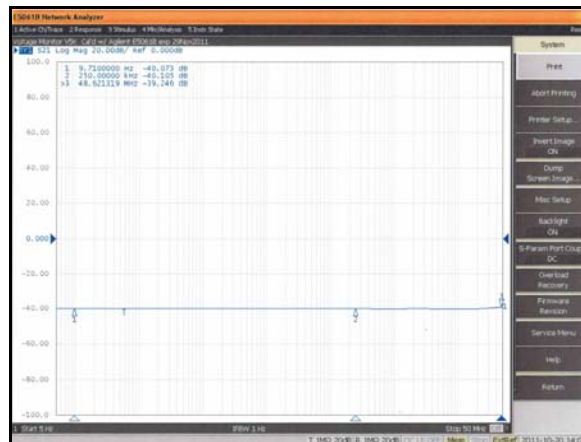 E5061B Network Analyzer
1 Active Ch/Trace 2 Response 3 Stimulus 4 Mkr/Analysis 5 Instr State
Voltage Monitor V5K Cal'd w/ Agilent E5061B exp 29Nov2011
S21 Log Mag 20.00dB/ Ref 0.000dB
100.0
1 9.7100000 Hz -40.073 dB
2 250.00000 kHz -40.105 dB
>3 48.621319 MHz -39.246 dB
80.00
60.00
40.00
20.00
0.000
-20.00
-40.00
1
2
-60.00
-80.00
-100.0
1 Start 5 Hz
IFBW 1 Hz
Stop 50 MHz
System
Print
Abort Printing
Printer Setup...
Invert Image
ON
Dump
Screen Image...
Misc Setup
Backlight
ON
S-Param Port Coup
DC
Overload
Recovery
Firmware
Revision
Service Menu
Help
Return